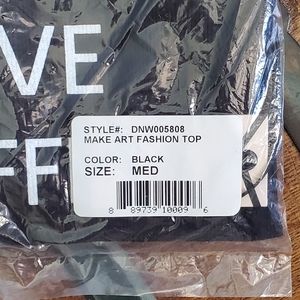 VE
STYLE#: DNW005808
MAKE ART FASHION TOP
FF
COLOR: BLACK
SIZE: MED
8 89739 10009 6